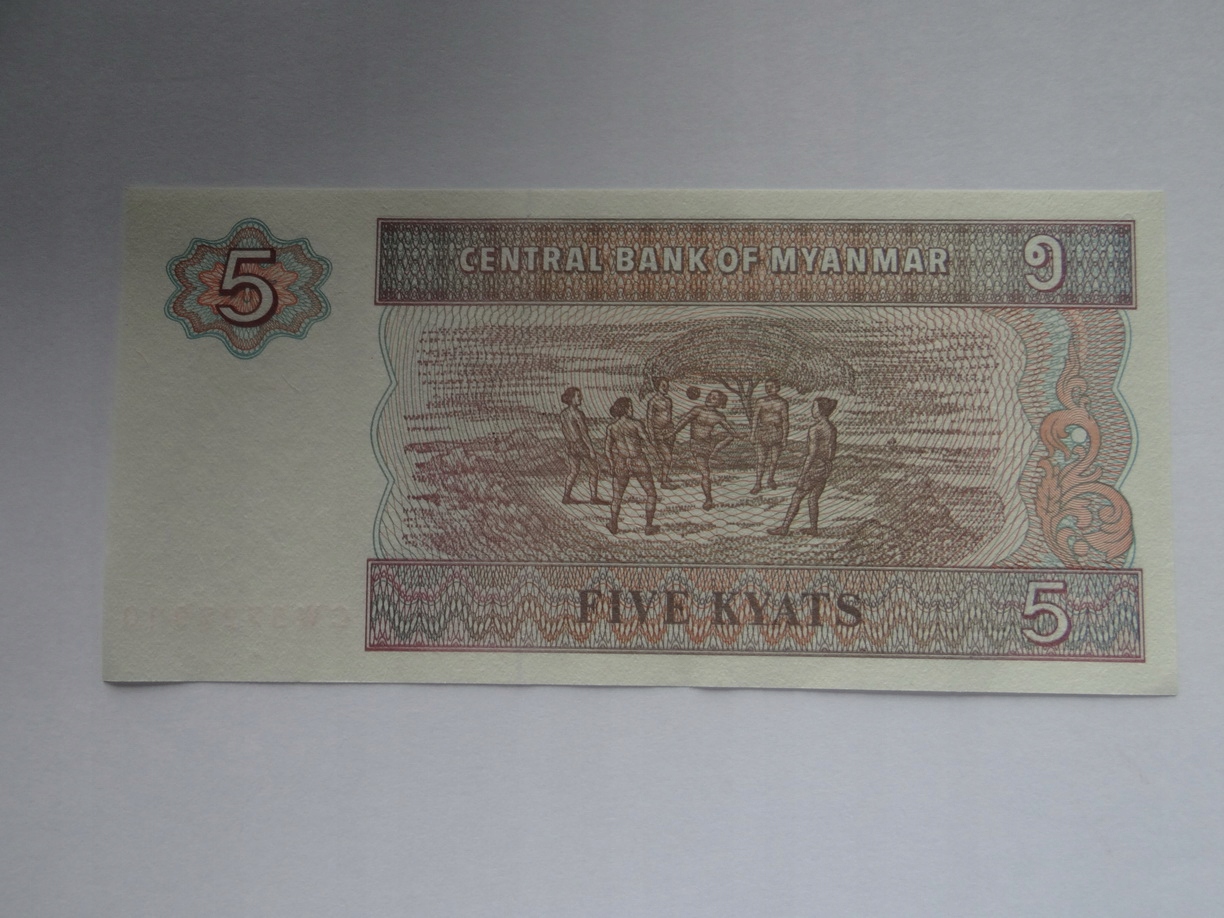 5
CENTRAL BANK OF MYANMAR ၅
FIVE KYATS 5